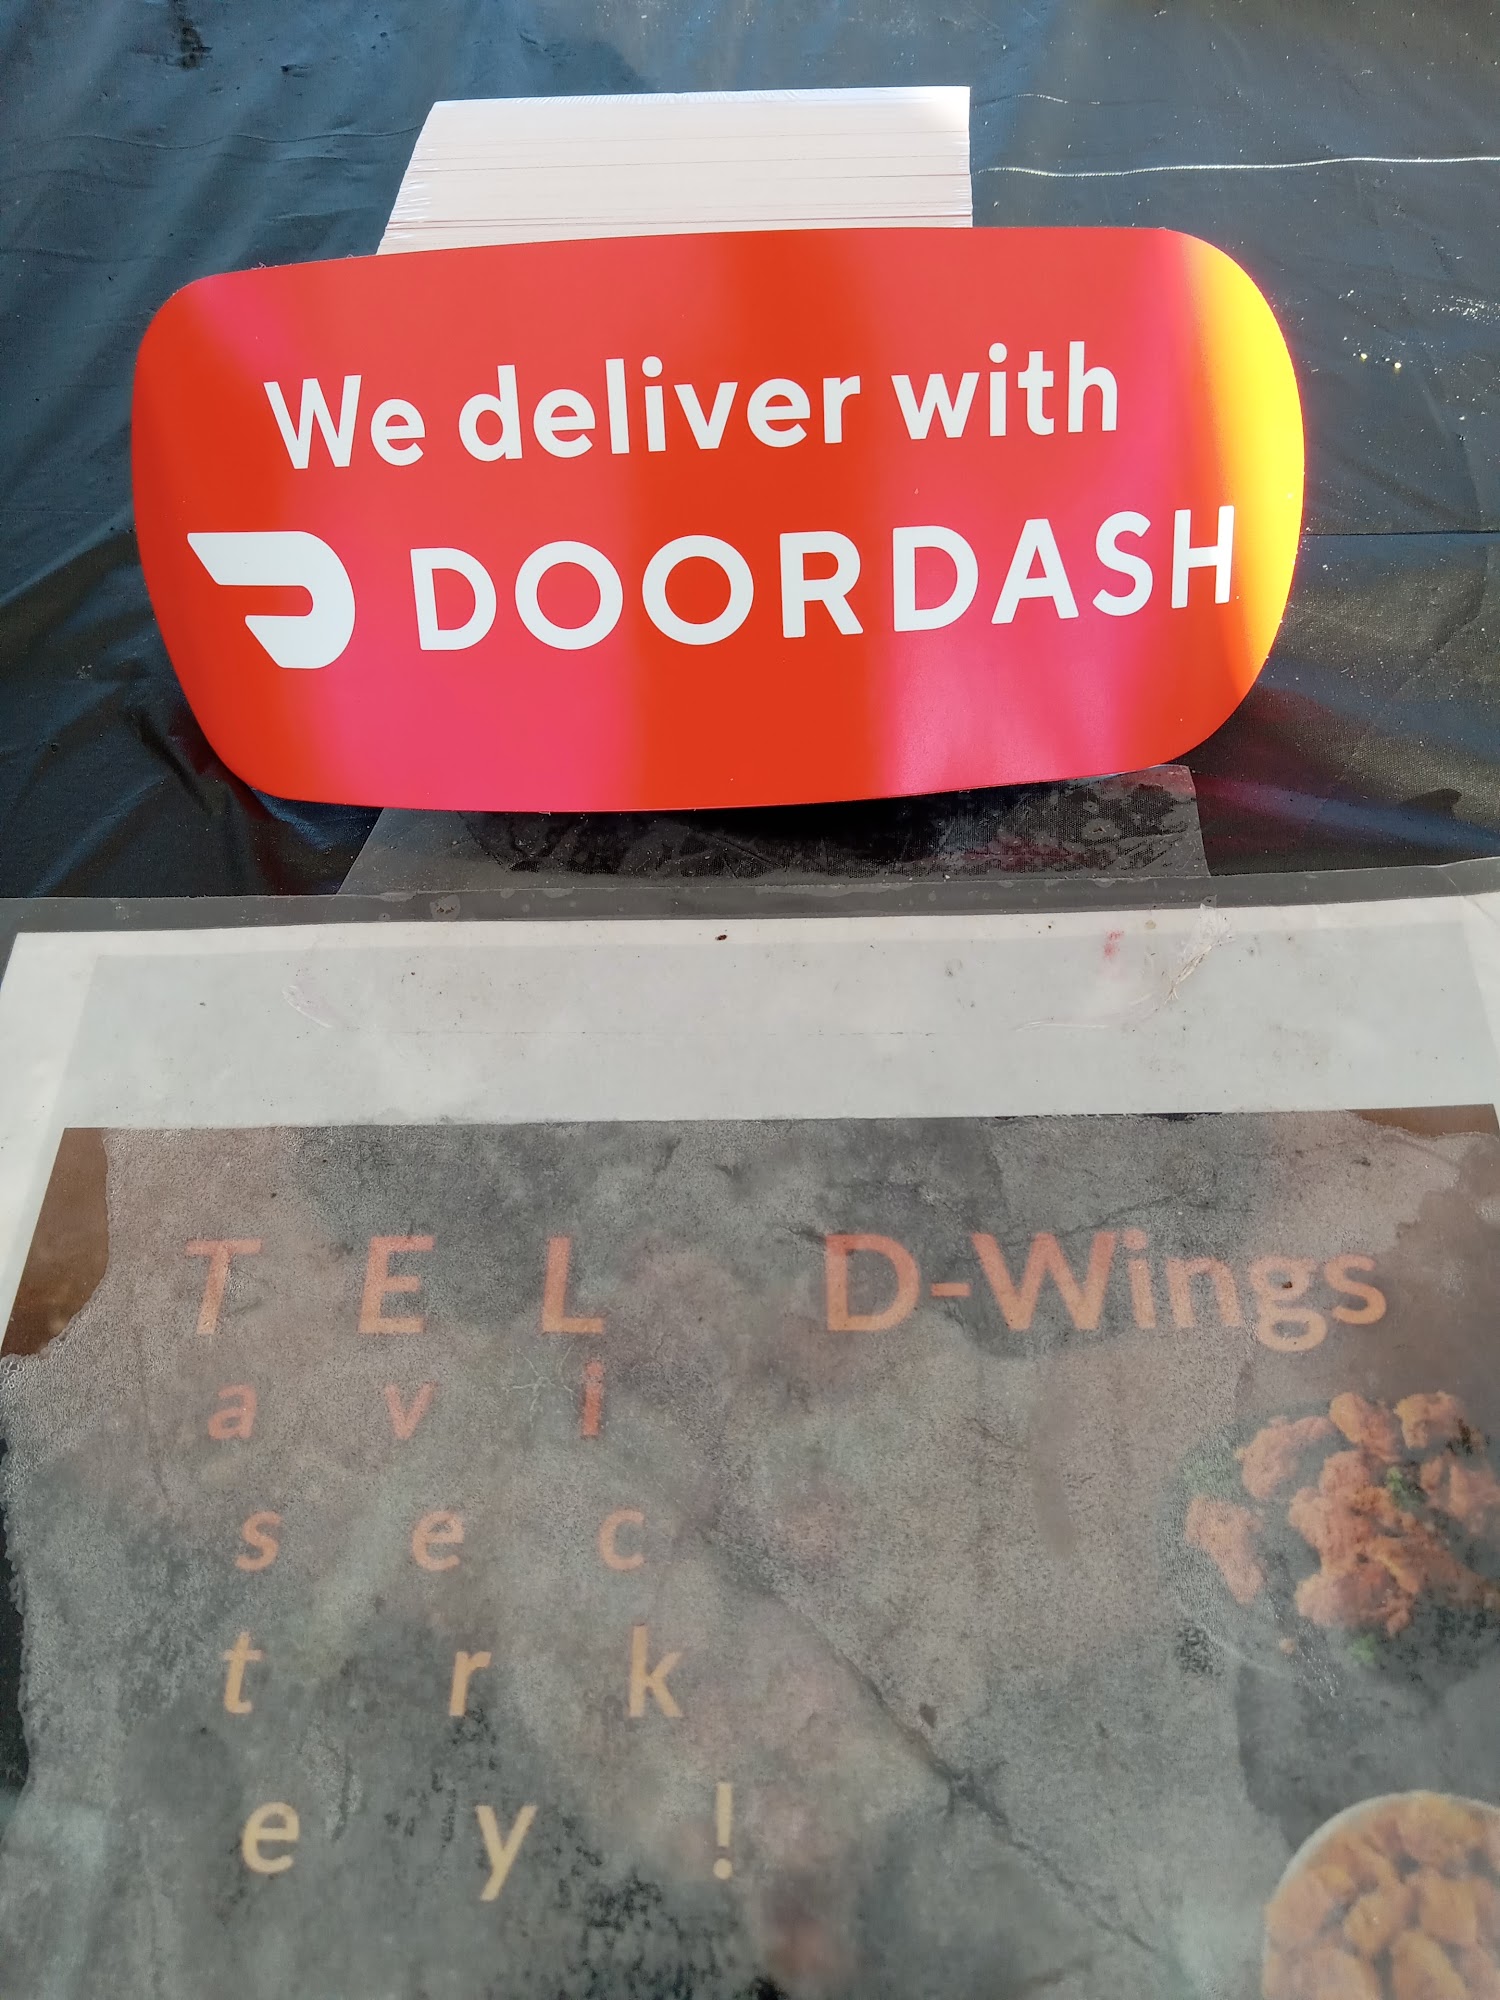 We deliver with
DOORDASH
T E L D-Wings
a v i
s e c
t r k
e y !